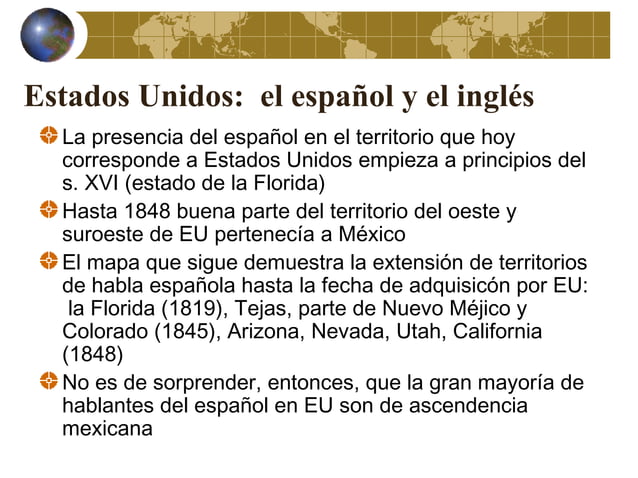 Estados Unidos:  el español y el inglés
La presencia del español en el territorio que hoy
corresponde a Estados Unidos empieza a principios del
s. XVI (estado de la Florida)
Hasta 1848 buena parte del territorio del oeste y
suroeste de EU pertenecía a México
El mapa que sigue demuestra la extensión de territorios
de habla española hasta la fecha de adquisicón por EU:
la Florida (1819), Tejas, parte de Nuevo Méjico y
Colorado (1845), Arizona, Nevada, Utah, California
(1848)
No es de sorprender, entonces, que la gran mayoría de
hablantes del español en EU son de ascendencia
mexicana